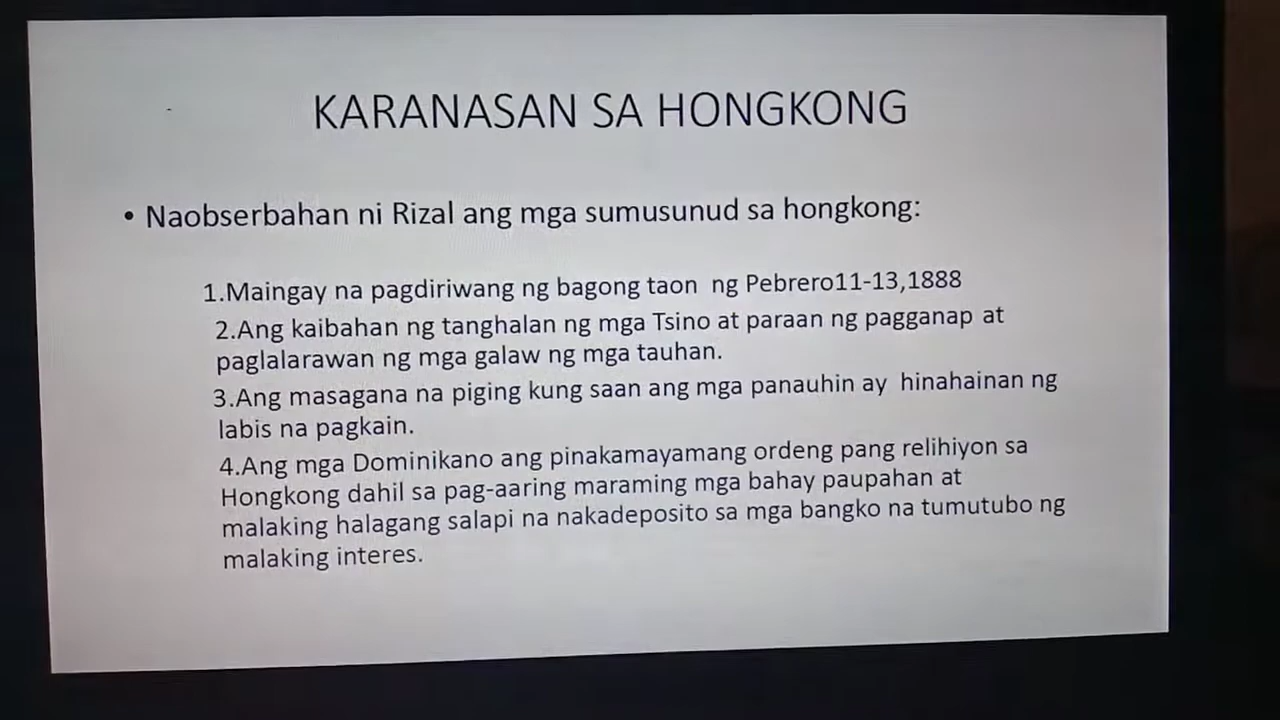 KARANASAN SA HONGKONG
• Naobserbahan ni Rizal ang mga sumusunud sa hongkong:
1.Maingay na pagdiriwang ng bagong taon ng Pebrero11-13,1888
2.Ang kaibahan ng tanghalan ng mga Tsino at paraan ng pagganap at
paglalarawan ng mga galaw ng mga tauhan.
3.Ang masagana na piging kung saan ang mga panauhin ay hinahainan ng
labis na pagkain.
4.Ang mga Dominikano ang pinakamayamang ordeng pang relihiyon sa
Hongkong dahil sa pag-aaring maraming mga bahay paupahan at
malaking halagang salapi na nakadeposito sa mga bangko na tumutubo ng
malaking interes.